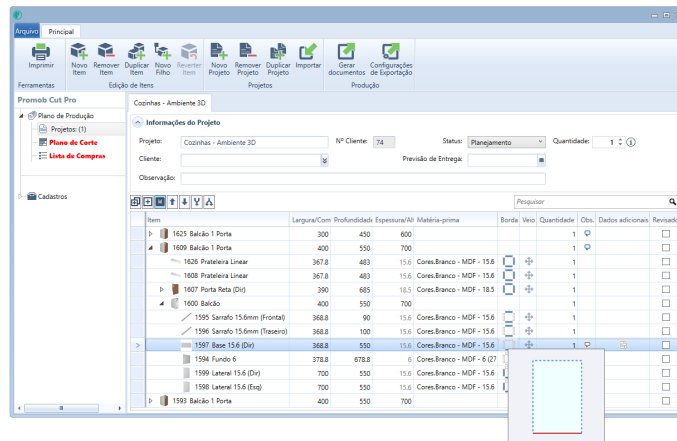 Arquivo Principal
Imprimir
Novo Item
Remover Item
Duplicar Item
Novo Filho
Reverter Item
Novo Projeto
Remover Projeto
Duplicar Projeto
Importar
Gerar documentos
Configurações de Exportação
Ferramentas Edição de Itens Projetos Produção
Promob Cut Pro
Plano de Produção
Projetos: (1)
Plano de Corte
Lista de Compras
Cadastros
Cozinhas - Ambiente 3D
Informações do Projeto
Projeto: Cozinhas - Ambiente 3D Nº Cliente: 74 Status: Planejamento Quantidade: 1
Cliente: Previsão de Entrega:
Observação:
Pesquisar
Item Largura/Com Profundidade Espessura/Alt Matéria-prima Borda Veio Quantidade Obs. Dados adicionais Revisado
1625 Balcão 1 Porta 300 450 600 1
1609 Balcão 1 Porta 400 550 700 1
1626 Prateleira Linear 367.8 483 15.6 Cores.Branco - MDF - 15.6 1
1608 Prateleira Linear 367.8 483 15.6 Cores.Branco - MDF - 15.6 1
1607 Porta Reta (Dir) 390 685 18.5 Cores.Branco - MDF - 18.5 1
1600 Balcão 400 550 700 1
1595 Sarrafo 15.6mm (Frontal) 368.8 90 15.6 Cores.Branco - MDF - 15.6 1
1596 Sarrafo 15.6mm (Traseiro) 368.8 100 15.6 Cores.Branco - MDF - 15.6 1
1597 Base 15.6 (Dir) 368.8 550 15.6 Cores.Branco - MDF - 15.6 1
1594 Fundo 6 378.8 678.8 6 Cores.Branco - MDF - 6 (27
1599 Lateral 15.6 (Dir) 700 550 15.6 Cores.Branco - MDF - 15.6
1598 Lateral 15.6 (Esq) 700 550 15.6 Cores.Branco - MDF - 15.6
1593 Balcão 1 Porta 400 550 700